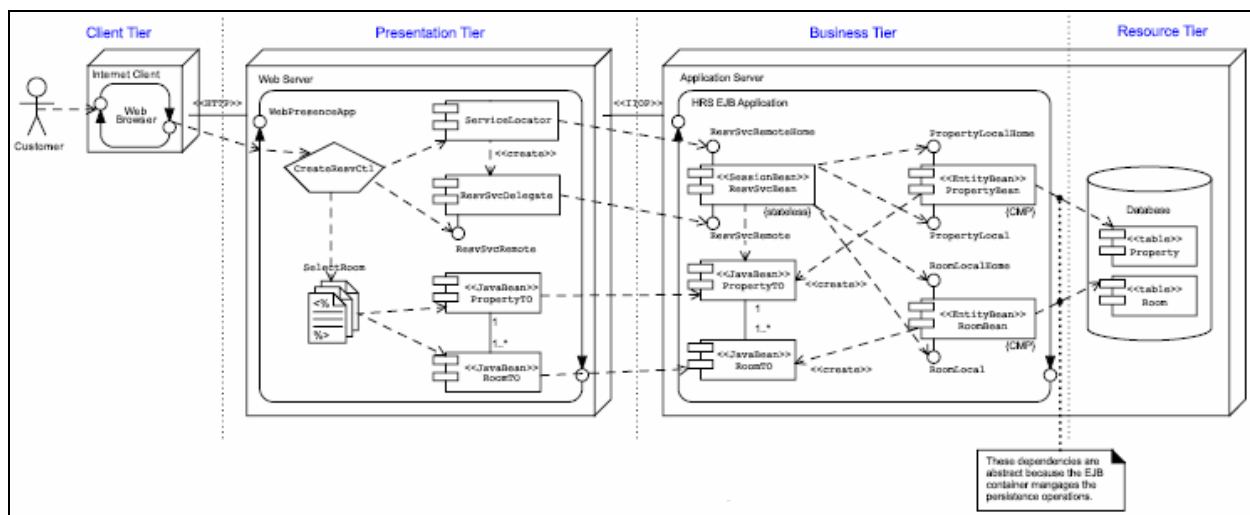 Client Tier
Presentation Tier
Business Tier
Resource Tier
Internet Client
Web
Browser
Customer
<<HTTP>>
Web Server
WebPresenceApp
CreateResvCtl
ServiceLocator
<<create>>
ResvSvcDelegate
ResvSvcRemote
SelectRoom
<%
%>
<<JavaBean>>
PropertyTO
1
1..*
<<JavaBean>>
RoomTO
<<IIOP>>
Application Server
HRS EJB Application
ResvSvcRemoteHome
<<SessionBean>>
ResvSvcBean
{stateless}
ResvSvcRemote
<<JavaBean>>
PropertyTO
1
1..*
<<JavaBean>>
RoomTO
<<create>>
<<create>>
PropertyLocalHome
<<EntityBean>>
PropertyBean
{CMP}
PropertyLocal
RoomLocalHome
<<EntityBean>>
RoomBean
{CMP}
RoomLocal
Database
<<table>>
Property
<<table>>
Room
These dependencies are
abstract because the EJB
container mangages the
persistence operations.